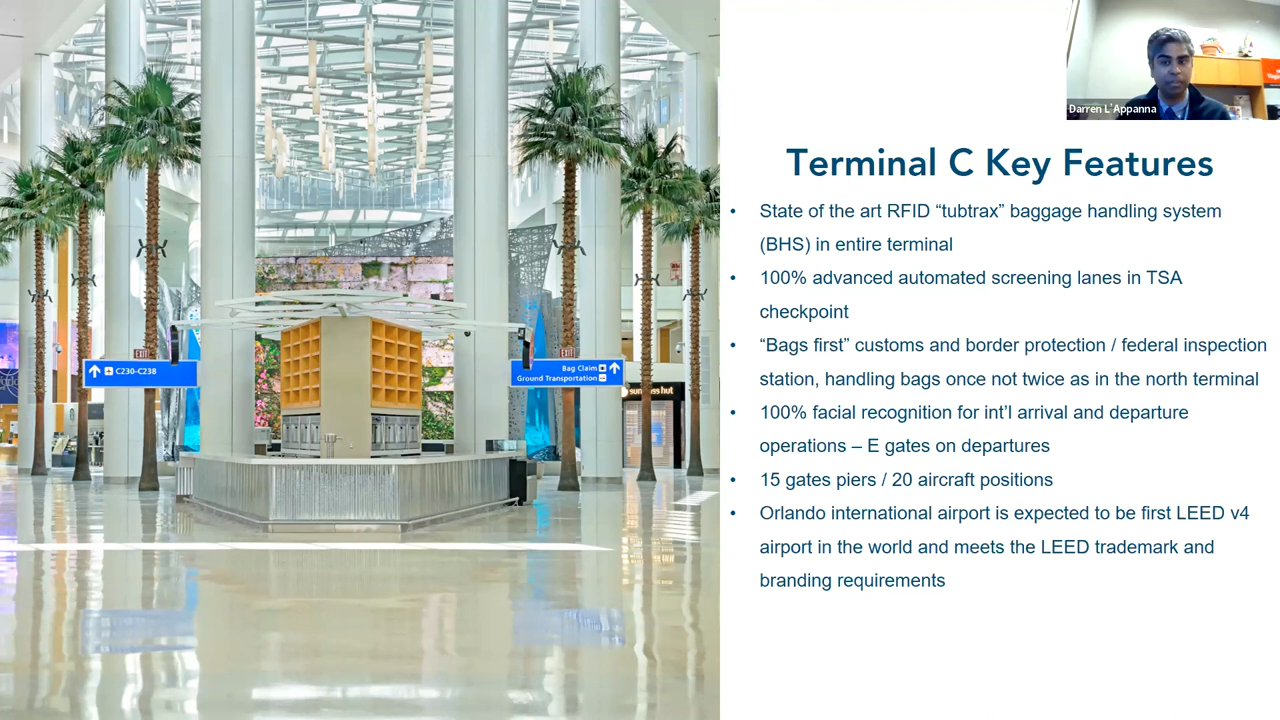 Darren L'Appanna
Terminal C Key Features
• State of the art RFID “tubtrax” baggage handling system
(BHS) in entire terminal
• 100% advanced automated screening lanes in TSA
checkpoint
• “Bags first” customs and border protection / federal inspection
station, handling bags once not twice as in the north terminal
• 100% facial recognition for int’l arrival and departure
operations – E gates on departures
• 15 gates piers / 20 aircraft positions
• Orlando international airport is expected to be first LEED v4
airport in the world and meets the LEED trademark and
branding requirements
EXIT
C230-C238
EXIT
Bag Claim
Ground Transportation